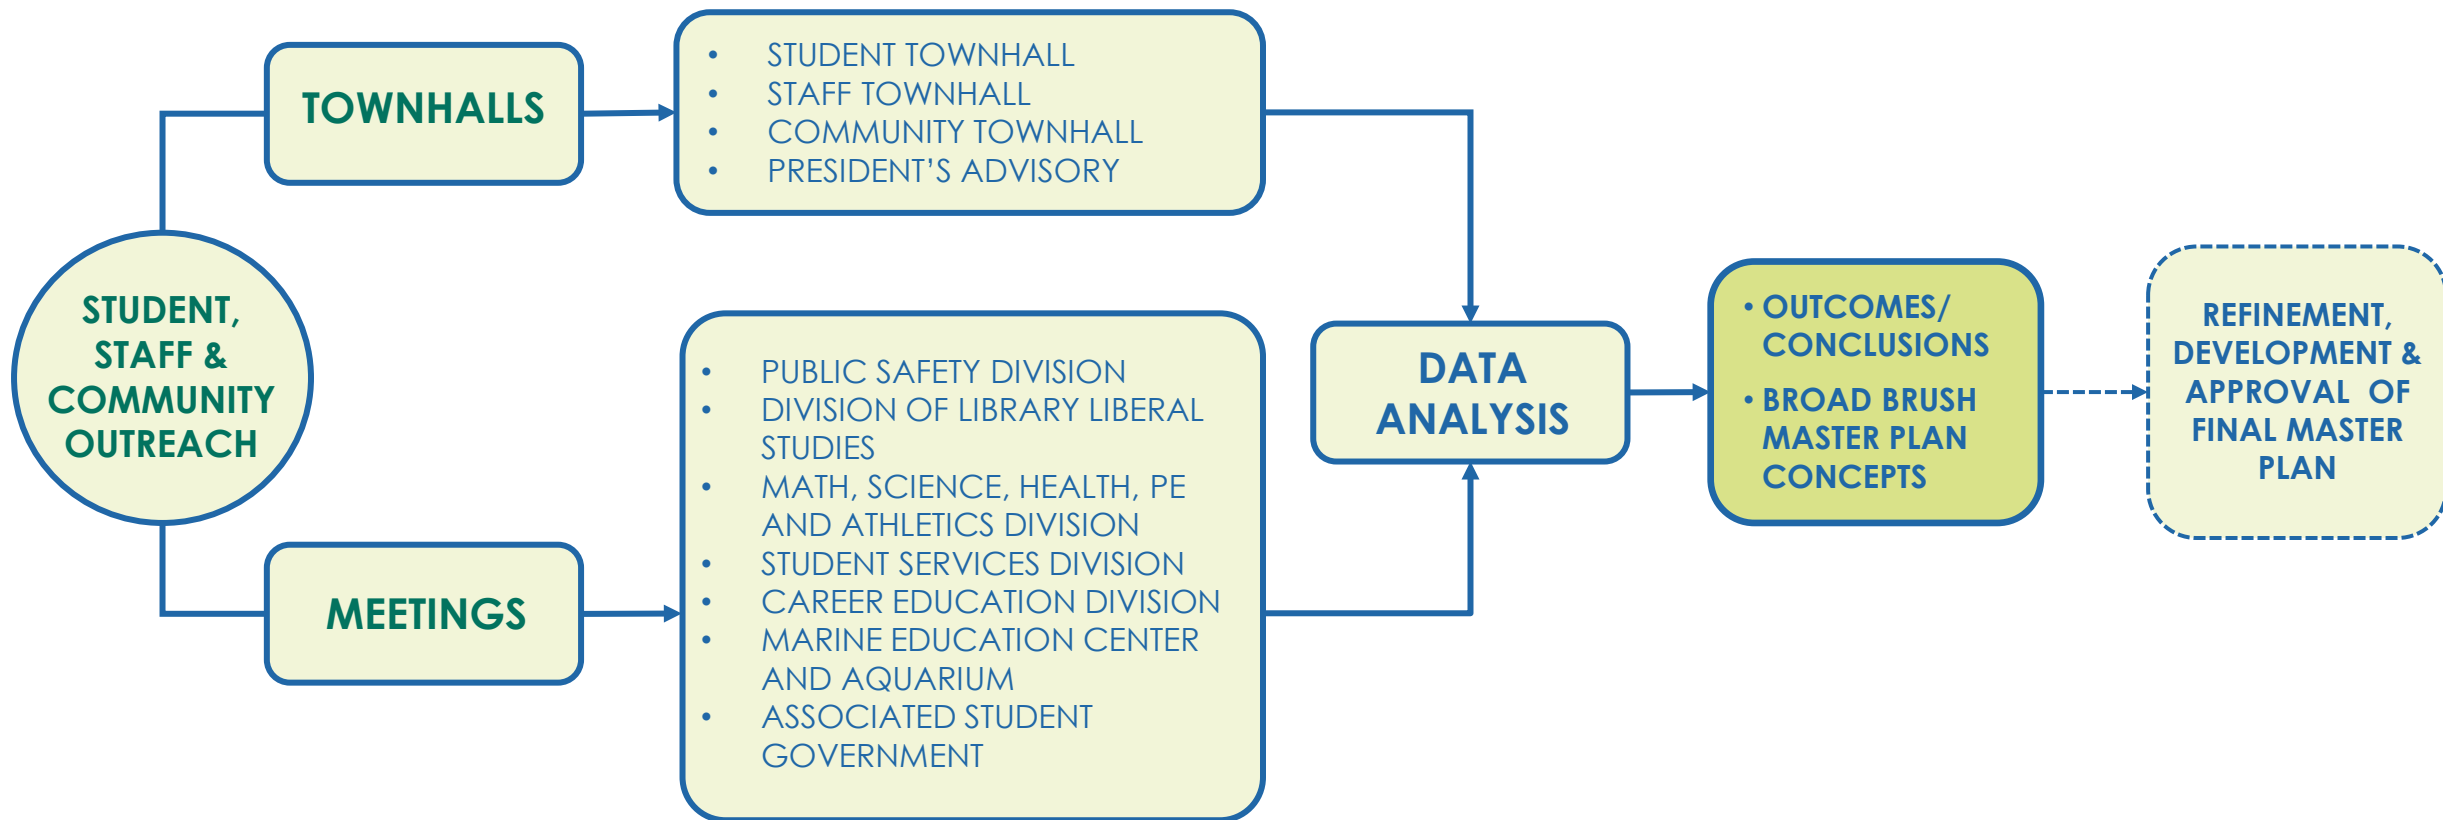 STUDENT,
STAFF &
COMMUNITY
OUTREACH
TOWNHALLS
• STUDENT TOWNHALL
• STAFF TOWNHALL
• COMMUNITY TOWNHALL
• PRESIDENT’S ADVISORY
MEETINGS
• PUBLIC SAFETY DIVISION
• DIVISION OF LIBRARY LIBERAL
STUDIES
• MATH, SCIENCE, HEALTH, PE
AND ATHLETICS DIVISION
• STUDENT SERVICES DIVISION
• CAREER EDUCATION DIVISION
• MARINE EDUCATION CENTER
AND AQUARIUM
• ASSOCIATED STUDENT
GOVERNMENT
DATA
ANALYSIS
• OUTCOMES/
CONCLUSIONS
• BROAD BRUSH
MASTER PLAN
CONCEPTS
REFINEMENT,
DEVELOPMENT &
APPROVAL OF
FINAL MASTER
PLAN